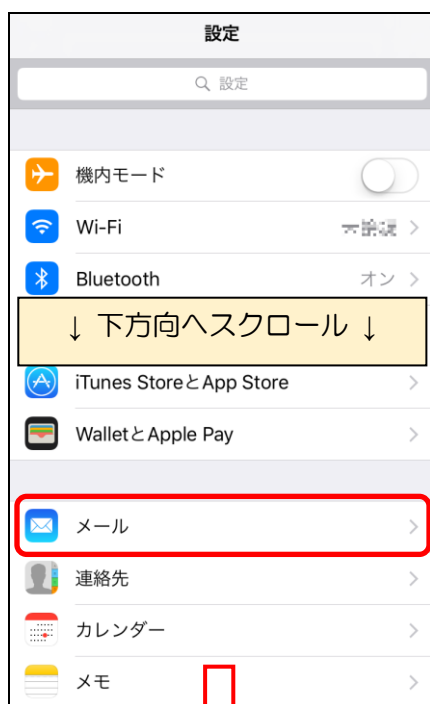 設定
設定
機内モード
Wi-Fi
Bluetooth オン
↓ 下方向へスクロール ↓
iTunes StoreとApp Store
WalletとApple Pay
メール
連絡先
カレンダー
メモ